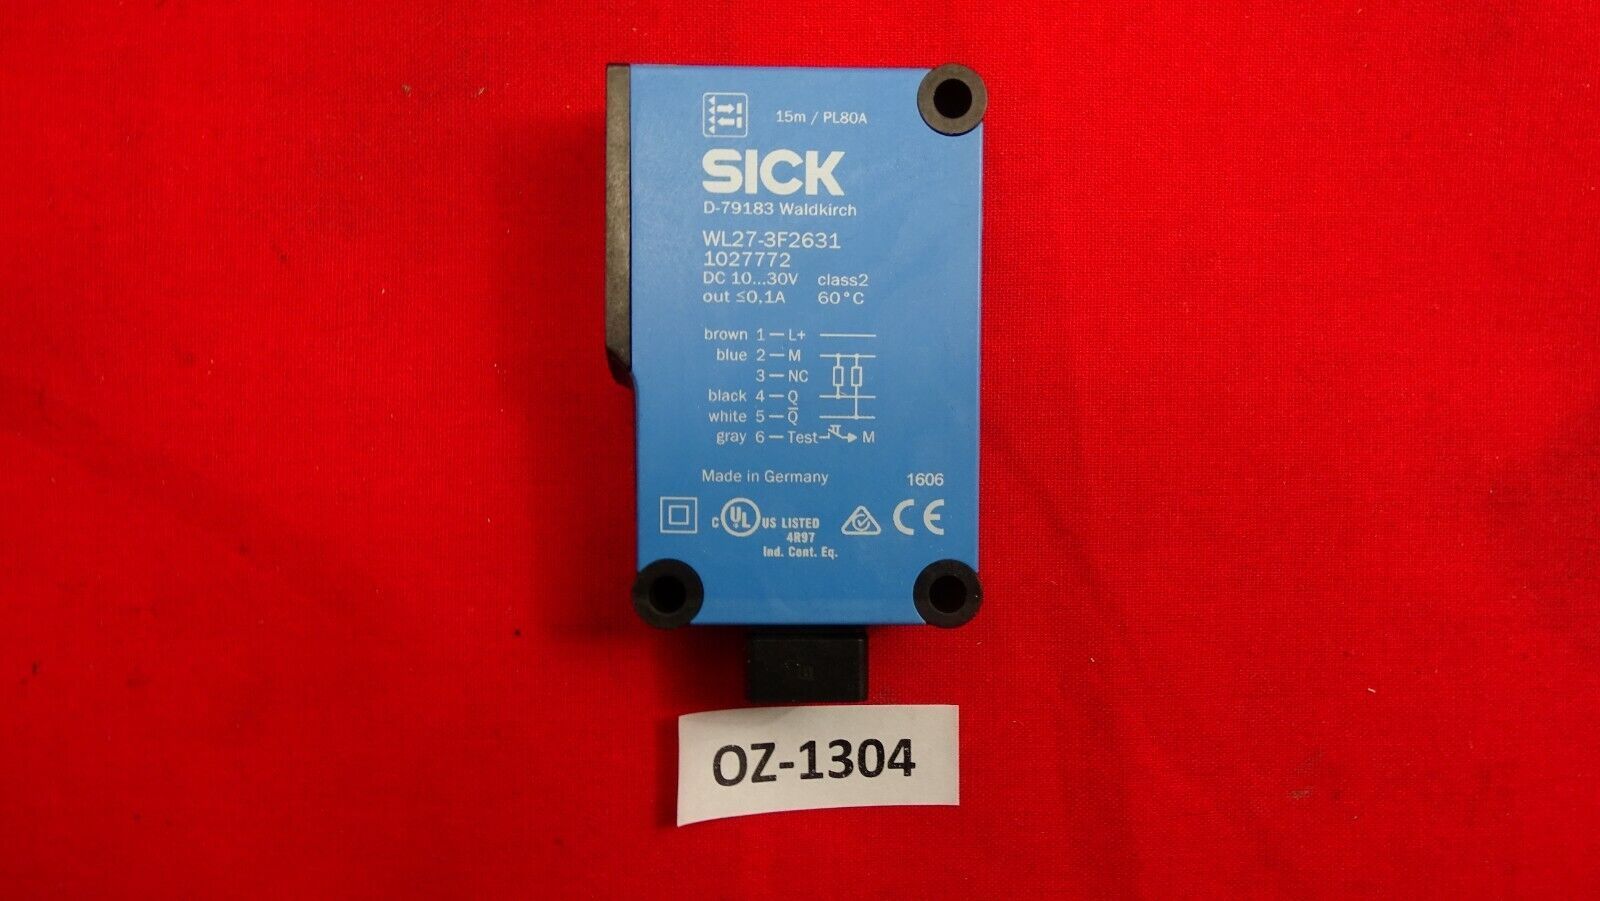 15m / PL80A
SICK
D-79183 Waldkirch
WL27-3F2631
1027772
DC 10...30V class2
out ≤0,1A 60°C
brown 1 — L+
blue 2 — M
3 — NC
black 4 — Q
white 5 — Q̅
gray 6 — Test M
Made in Germany 1606
C UL US LISTED CE
4R97
Ind. Cont. Eq.
OZ-1304